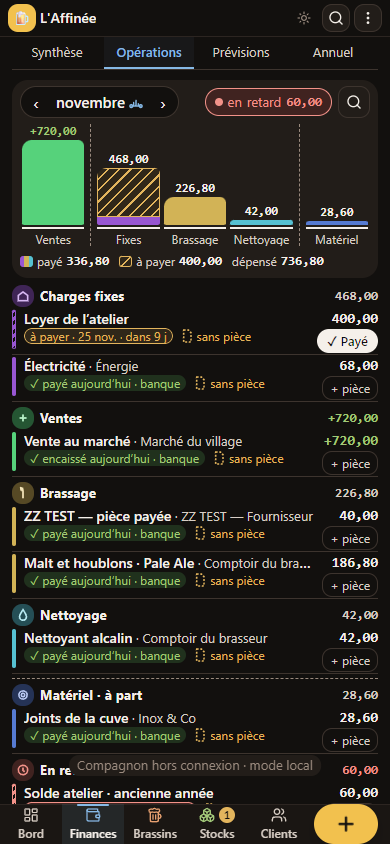 L'Affinée
Synthèse Opérations Prévisions Annuel
‹ novembre › en retard 60,00
+720,00 468,00 226,80 42,00 28,60
Ventes Fixes Brassage Nettoyage Matériel
payé 336,80 à payer 400,00 dépensé 736,80
Charges fixes 468,00
Loyer de l’atelier 400,00
à payer · 25 nov. · dans 9 j sans pièce ✓ Payé
Électricité · Énergie 68,00
✓ payé aujourd’hui · banque sans pièce + pièce
Ventes +720,00
Vente au marché · Marché du village +720,00
✓ encaissé aujourd’hui · banque sans pièce + pièce
Brassage 226,80
ZZ TEST — pièce payée · ZZ TEST — Fournisseur 40,00
✓ payé aujourd’hui · banque sans pièce + pièce
Malt et houblons · Pale Ale · Comptoir du bra… 186,80
✓ payé aujourd’hui · banque sans pièce + pièce
Nettoyage 42,00
Nettoyant alcalin · Comptoir du brasseur 42,00
✓ payé aujourd’hui · banque sans pièce + pièce
Matériel · à part 28,60
Joints de la cuve · Inox & Co 28,60
✓ payé aujourd’hui · banque sans pièce + pièce
En re 60,00
Compagnon hors connexion · mode local
Solde atelier · ancienne année 60,00
1
Bord Finances Brassins Stocks Clients +